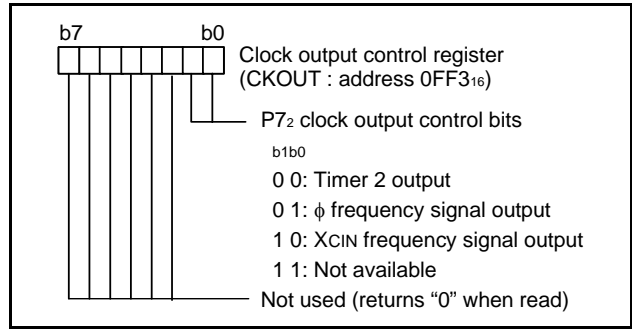 b7 b0
Clock output control register
(CKOUT : address 0FF3₁₆)
P7₂ clock output control bits
b1b0
0 0: Timer 2 output
0 1: ϕ frequency signal output
1 0: XCIN frequency signal output
1 1: Not available
Not used (returns “0” when read)